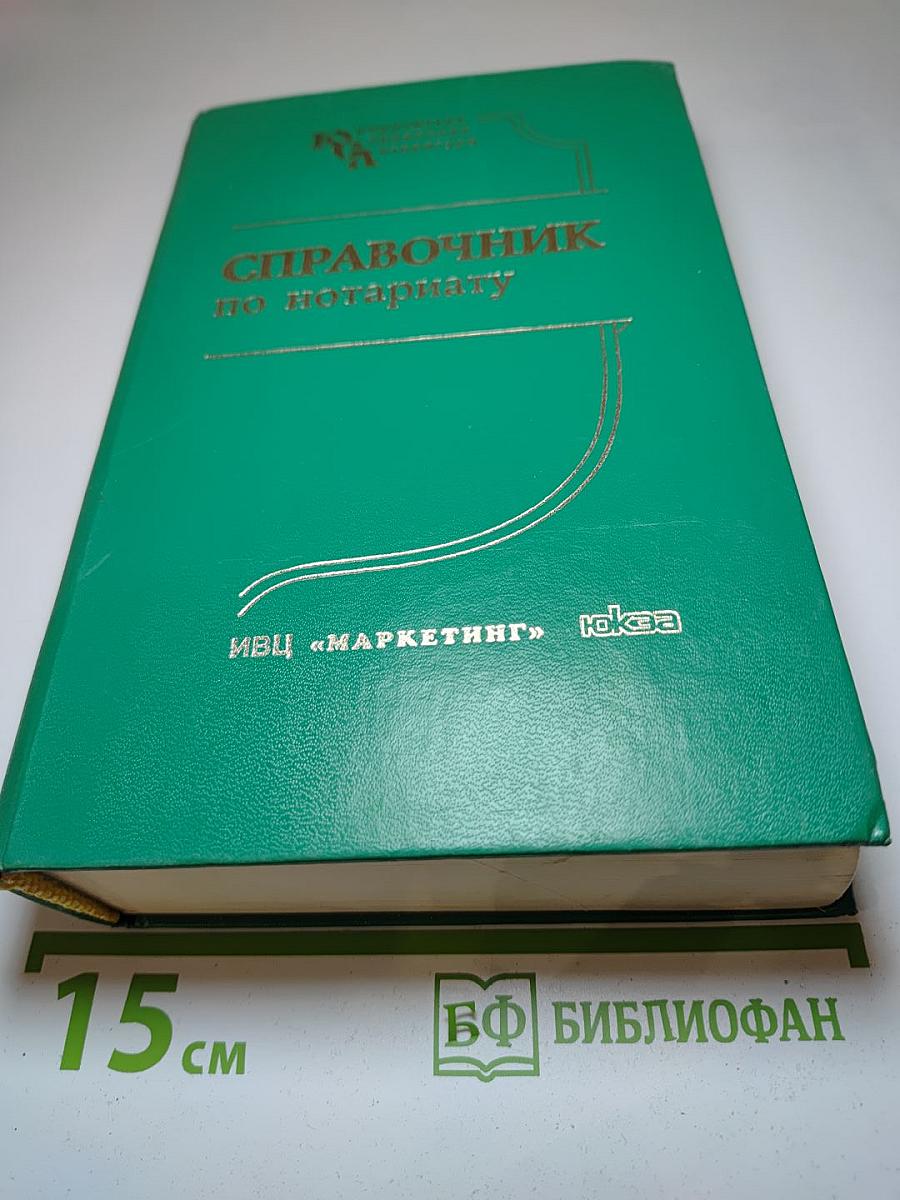 СПРАВОЧНИК
по нотариату
ИВЦ «МАРКЕТИНГ» юкэа
15 см
БФ БИБЛИОФАН